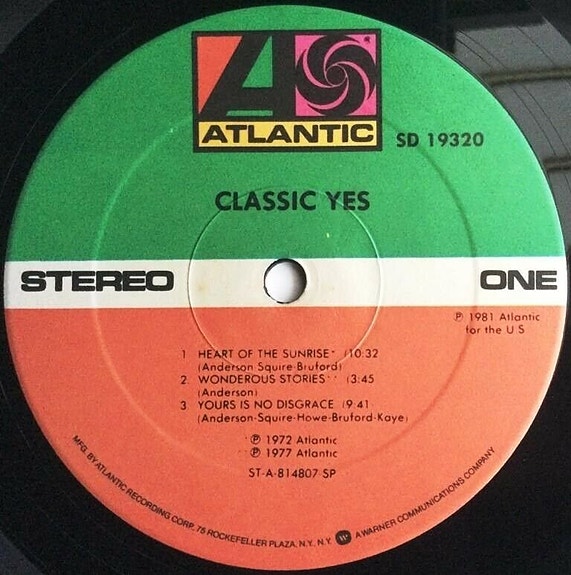 ATLANTIC
SD 19320
CLASSIC YES
STEREO
ONE
℗ 1981 Atlantic
for the U S
1 HEART OF THE SUNRISE* (10:32
(Anderson-Squire-Bruford)
2. WONDEROUS STORIES** (3:45
(Anderson)
3 YOURS IS NO DISGRACE (9:41
(Anderson-Squire-Howe-Bruford-Kaye)
*℗ 1972 Atlantic
**℗ 1977 Atlantic
ST-A-814807-SP
MFG. BY ATLANTIC RECORDING CORP. 75 ROCKEFELLER PLAZA, N.Y., N.Y. A WARNER COMMUNICATIONS COMPANY